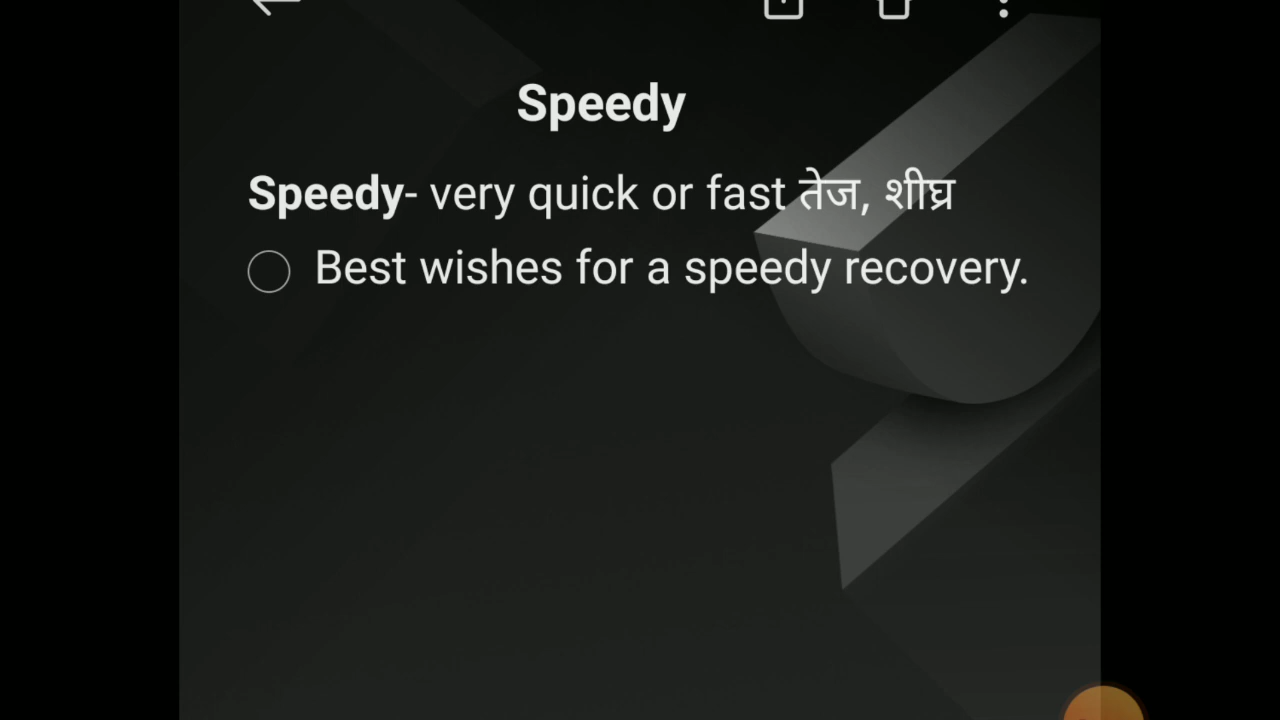 Speedy
Speedy- very quick or fast तेज, शीघ्र
Best wishes for a speedy recovery.